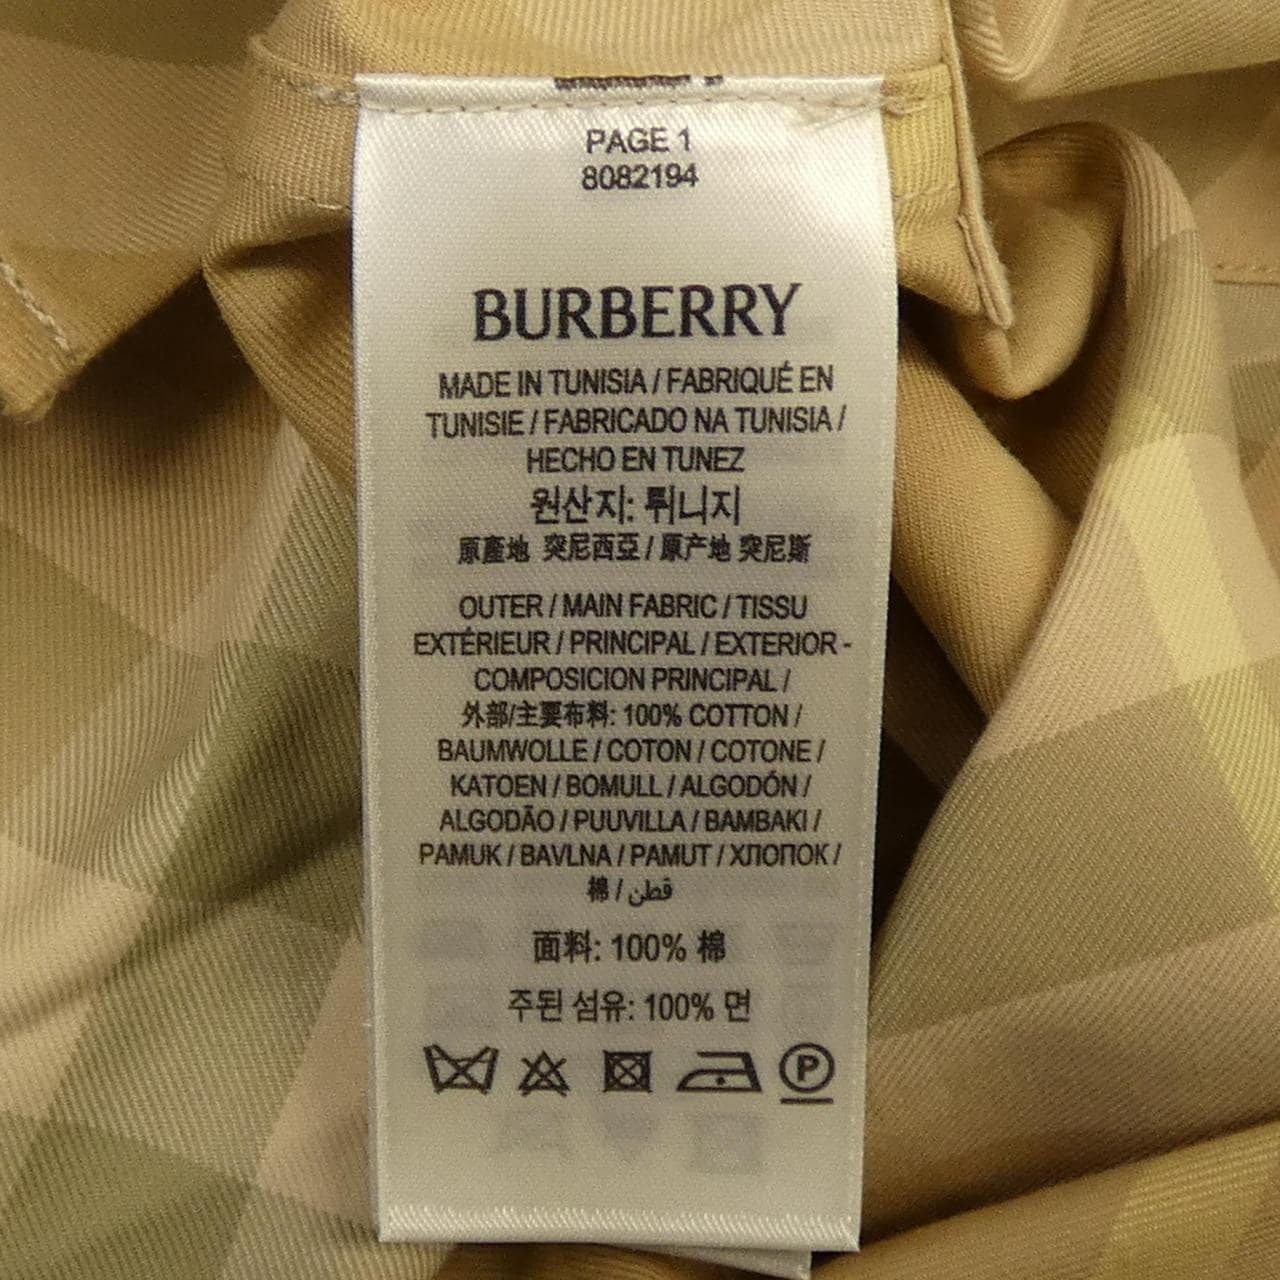 PAGE 1
8082194
BURBERRY
MADE IN TUNISIA / FABRIQUÉ EN
TUNISIE / FABRICADO NA TUNISIA /
HECHO EN TUNEZ
원산지: 튀니지
原產地 突尼西亞 / 原产地 突尼斯
OUTER / MAIN FABRIC / TISSU
EXTÉRIEUR / PRINCIPAL / EXTERIOR -
COMPOSICION PRINCIPAL /
外部/主要布料: 100% COTTON /
BAUMWOLLE / COTON / COTONE /
KATOEN / BOMULL / ALGODÓN /
ALGODÃO / PUUVILLA / BAMBAKI /
PAMUK / BAVLNA / PAMUT / ХЛОПОК /
棉 / قطن
面料: 100% 棉
주된 섬유: 100% 면
P